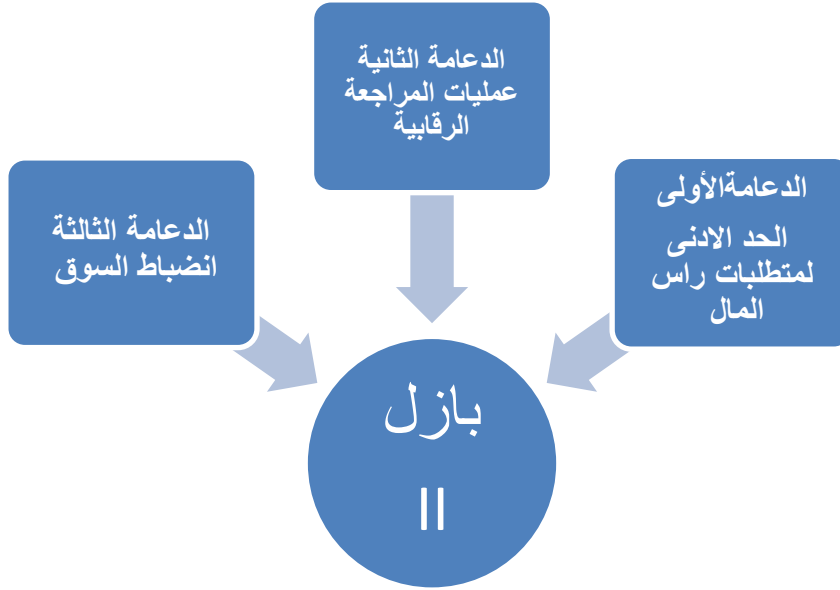 الدعامةالأولى
الحد الادنى
لمتطلبات راس
المال
الدعامة الثانية
عمليات المراجعة
الرقابية
الدعامة الثالثة
انضباط السوق
بازل
II